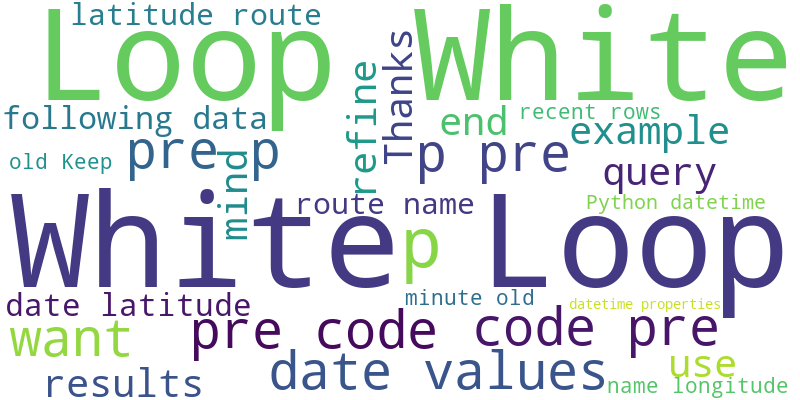 latitude route
Loop White
following data
refine
Thanks
end
recent rows
example
old Keep
pre p
p pre
query
mind
White Loop
route name
p
Python datetime
date latitude
minute old
datetime properties
want
pre code
code pre
date values
use
results
name longitude